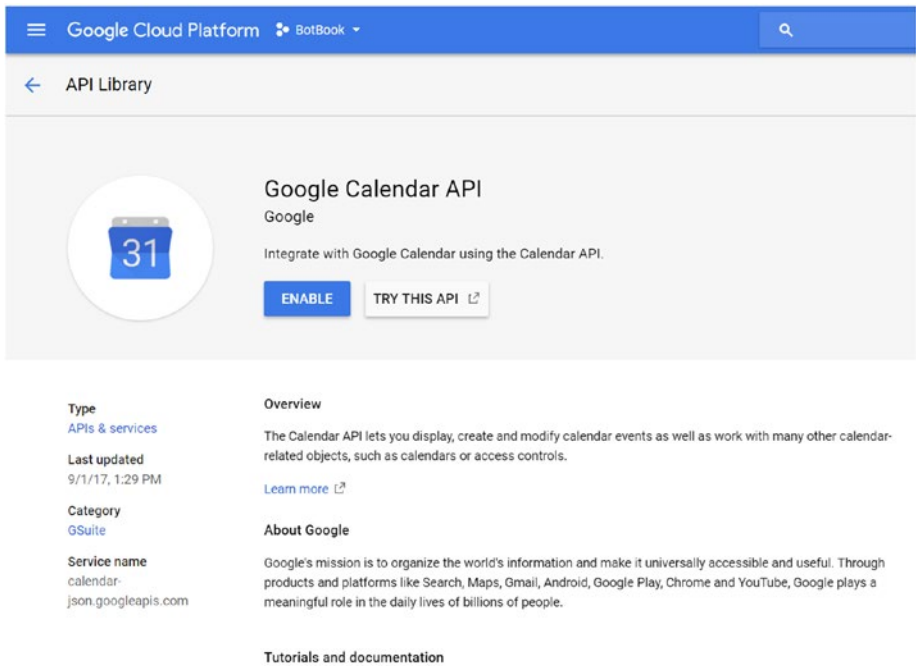 Google Cloud Platform BotBook
API Library
Google Calendar API
Google
31
Integrate with Google Calendar using the Calendar API.
ENABLE TRY THIS API
Type
APIs & services
Last updated
9/1/17, 1:29 PM
Category
GSuite
Service name
calendar-
json.googleapis.com
Overview
The Calendar API lets you display, create and modify calendar events as well as work with many other calendar-
related objects, such as calendars or access controls.
Learn more
About Google
Google's mission is to organize the world's information and make it universally accessible and useful. Through
products and platforms like Search, Maps, Gmail, Android, Google Play, Chrome and YouTube, Google plays a
meaningful role in the daily lives of billions of people.
Tutorials and documentation